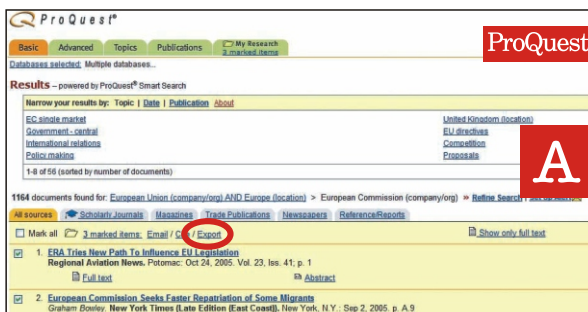 ProQuest®
Basic Advanced Topics Publications My Research
3 marked items
ProQuest
Databases selected: Multiple databases...
Results – powered by ProQuest® Smart Search
Narrow your results by: Topic | Date | Publication About
EC single market United Kingdom (location)
Government - central EU directives
International relations Competition
Policy making Proposals
1-8 of 56 (sorted by number of documents)
A
1164 documents found for: European Union (company/org) AND Europe (location) > European Commission (company/org) » Refine Search |
All sources Scholarly Journals Magazines Trade Publications Newspapers Reference/Reports
Mark all 3 marked items: Email / / Export Show only full text
1. ERA Tries New Path To Influence EU Legislation
Regional Aviation News. Potomac: Oct 24, 2005. Vol. 23, Iss. 41; p. 1
Full text Abstract
2. European Commission Seeks Faster Repatriation of Some Migrants
Graham Bowley. New York Times (Late Edition (East Coast)). New York, N.Y.: Sep 2, 2005. p. A.9